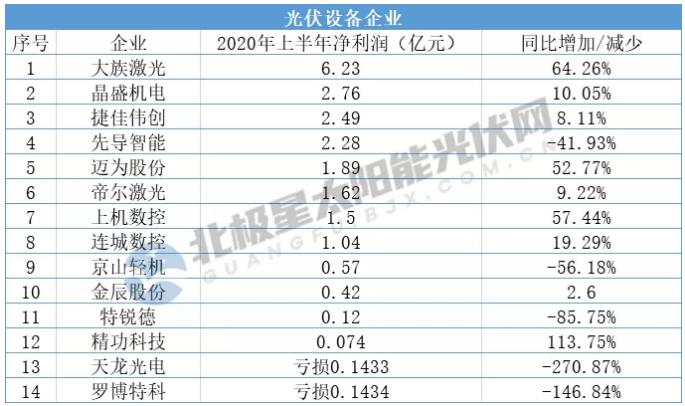 光伏设备企业
序号 企业 2020年上半年净利润（亿元） 同比增加/减少
1 大族激光 6.23 64.26%
2 晶盛机电 2.76 10.05%
3 捷佳伟创 2.49 8.11%
4 先导智能 2.28 -41.93%
5 迈为股份 1.89 52.77%
6 帝尔激光 1.62 9.22%
7 上机数控 1.5 57.44%
8 连城数控 1.04 19.29%
9 京山轻机 0.57 -56.18%
10 金辰股份 0.42 2.6
11 特锐德 0.12 -85.75%
12 精功科技 0.074 113.75%
13 天龙光电 亏损0.1433 -270.87%
14 罗博特科 亏损0.1434 -146.84%
北极星太阳能光伏网
GUANGFU.BJX.COM.CN